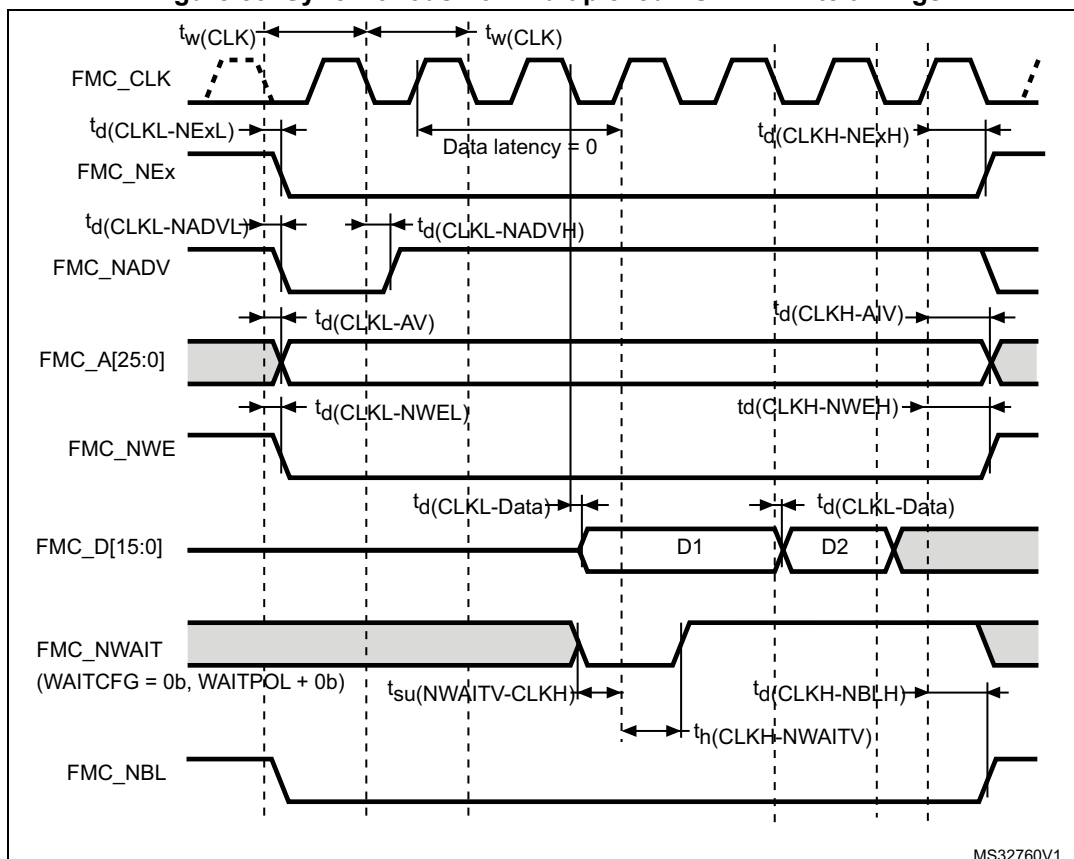 tw(CLK) tw(CLK)
FMC_CLK
td(CLKL-NExL) Data latency = 0 td(CLKH-NExH)
FMC_NEx
td(CLKL-NADVL) td(CLKL-NADVH)
FMC_NADV
td(CLKL-AV) td(CLKH-AIV)
FMC_A[25:0]
td(CLKL-NWEL) td(CLKH-NWEH)
FMC_NWE
td(CLKL-Data) td(CLKL-Data)
FMC_D[15:0] D1 D2
FMC_NWAIT
(WAITCFG = 0b, WAITPOL + 0b)
tsu(NWAITV-CLKH) td(CLKH-NBLH)
th(CLKH-NWAITV)
FMC_NBL
MS32760V1